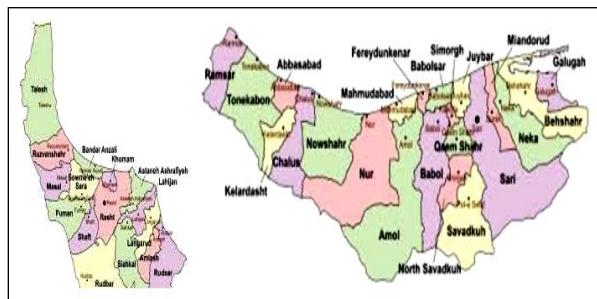 Talesh
Rezvanshahr
Masal
Bandar Anzali
Sowme'eh
Sara
Khomam
Astaneh Ashrafiyeh
Lahijan
Fuman
Shaft
Rasht
Langarud
Siahkal
Amlash
Rudsar
Rudbar
Ramsar
Tonekabon
Abbasabad
Kelardasht
Chalus
Nowshahr
Nur
Mahmudabad
Amol
Fereydunkenar
Babolsar
Babol
Simorgh
Qaem Shahr
North Savadkuh
Savadkuh
Juybar
Sari
Miandorud
Neka
Behshahr
Galugah